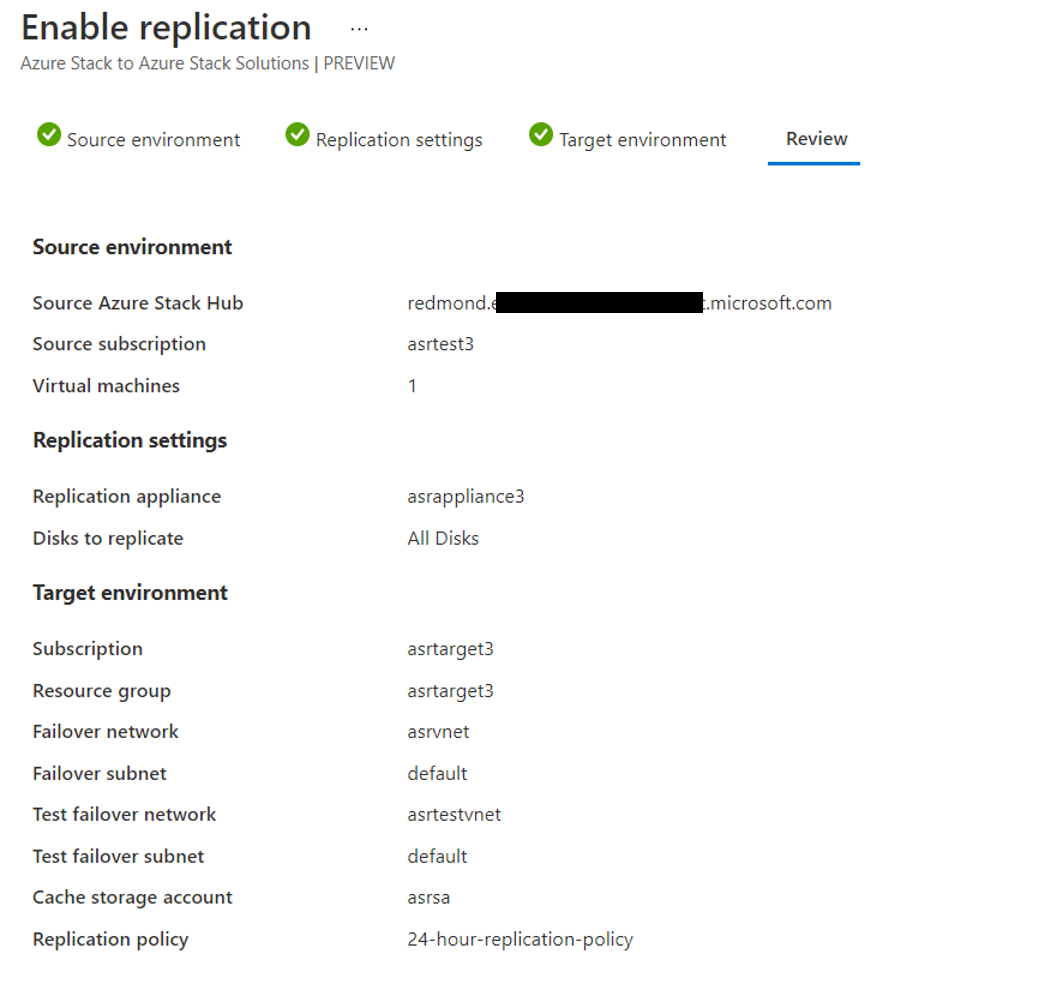 Enable replication ...
Azure Stack to Azure Stack Solutions | PREVIEW
Source environment Replication settings Target environment Review
Source environment
Source Azure Stack Hub redmond. .microsoft.com
Source subscription asrtest3
Virtual machines 1
Replication settings
Replication appliance asrappliance3
Disks to replicate All Disks
Target environment
Subscription asrtarget3
Resource group asrtarget3
Failover network asrvnet
Failover subnet default
Test failover network asrtestvnet
Test failover subnet default
Cache storage account asrsa
Replication policy 24-hour-replication-policy